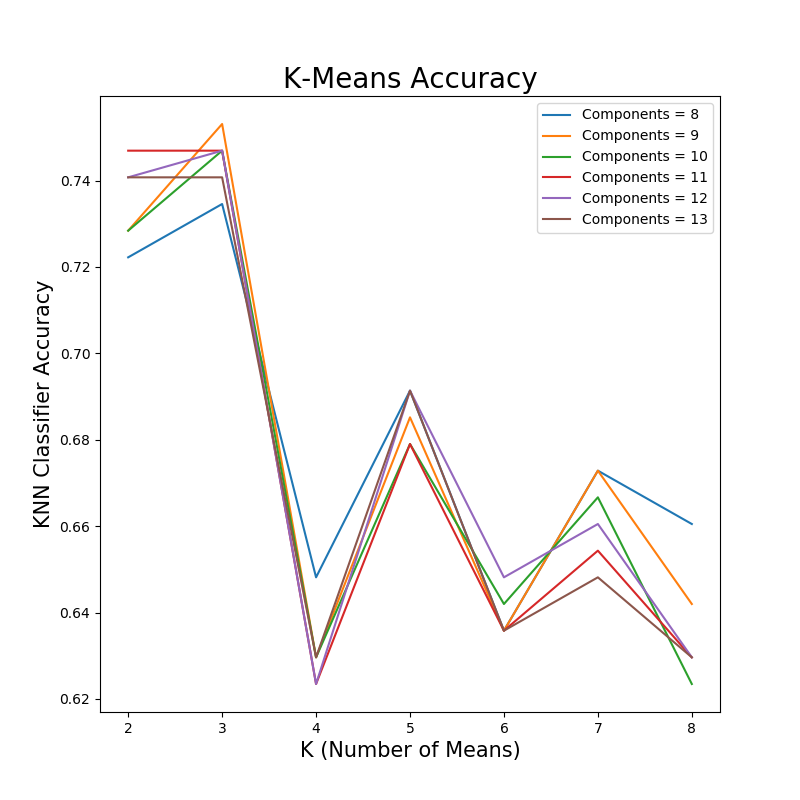 K-Means Accuracy
Components = 8
Components = 9
Components = 10
Components = 11
Components = 12
Components = 13
KNN Classifier Accuracy
0.74
0.72
0.70
0.68
0.66
0.64
0.62
2 3 4 5 6 7 8
K (Number of Means)